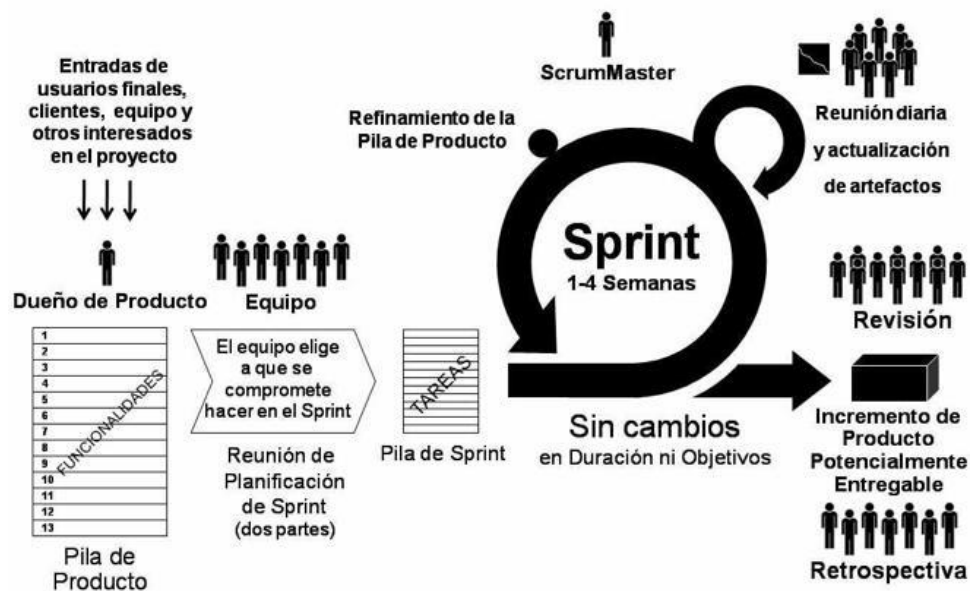 Entradas de
usuarios finales,
clientes, equipo y
otros interesados
en el proyecto
Dueño de Producto
1
2
3
4
5
6
7
8
9
10
11
12
13
FUNCIONALIDADES
Pila de
Producto
Equipo
El equipo elige
a que se
compromete
hacer en el Sprint
Reunión de
Planificación
de Sprint
(dos partes)
TAREAS
Pila de Sprint
ScrumMaster
Refinamiento de la
Pila de Producto
Sprint
1-4 Semanas
Sin cambios
en Duración ni Objetivos
Reunión diaria
y actualización
de artefactos
Revisión
Incremento de
Producto
Potencialmente
Entregable
Retrospectiva